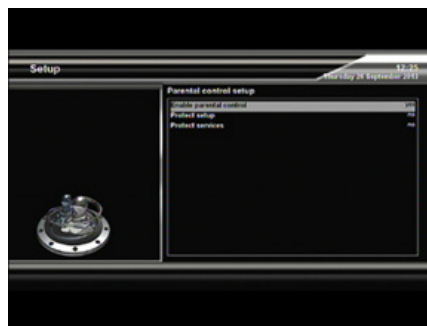 Setup
12:25
Thursday 26 September 2013
Parental control setup
Enable parental control yes
Protect setup no
Protect services no